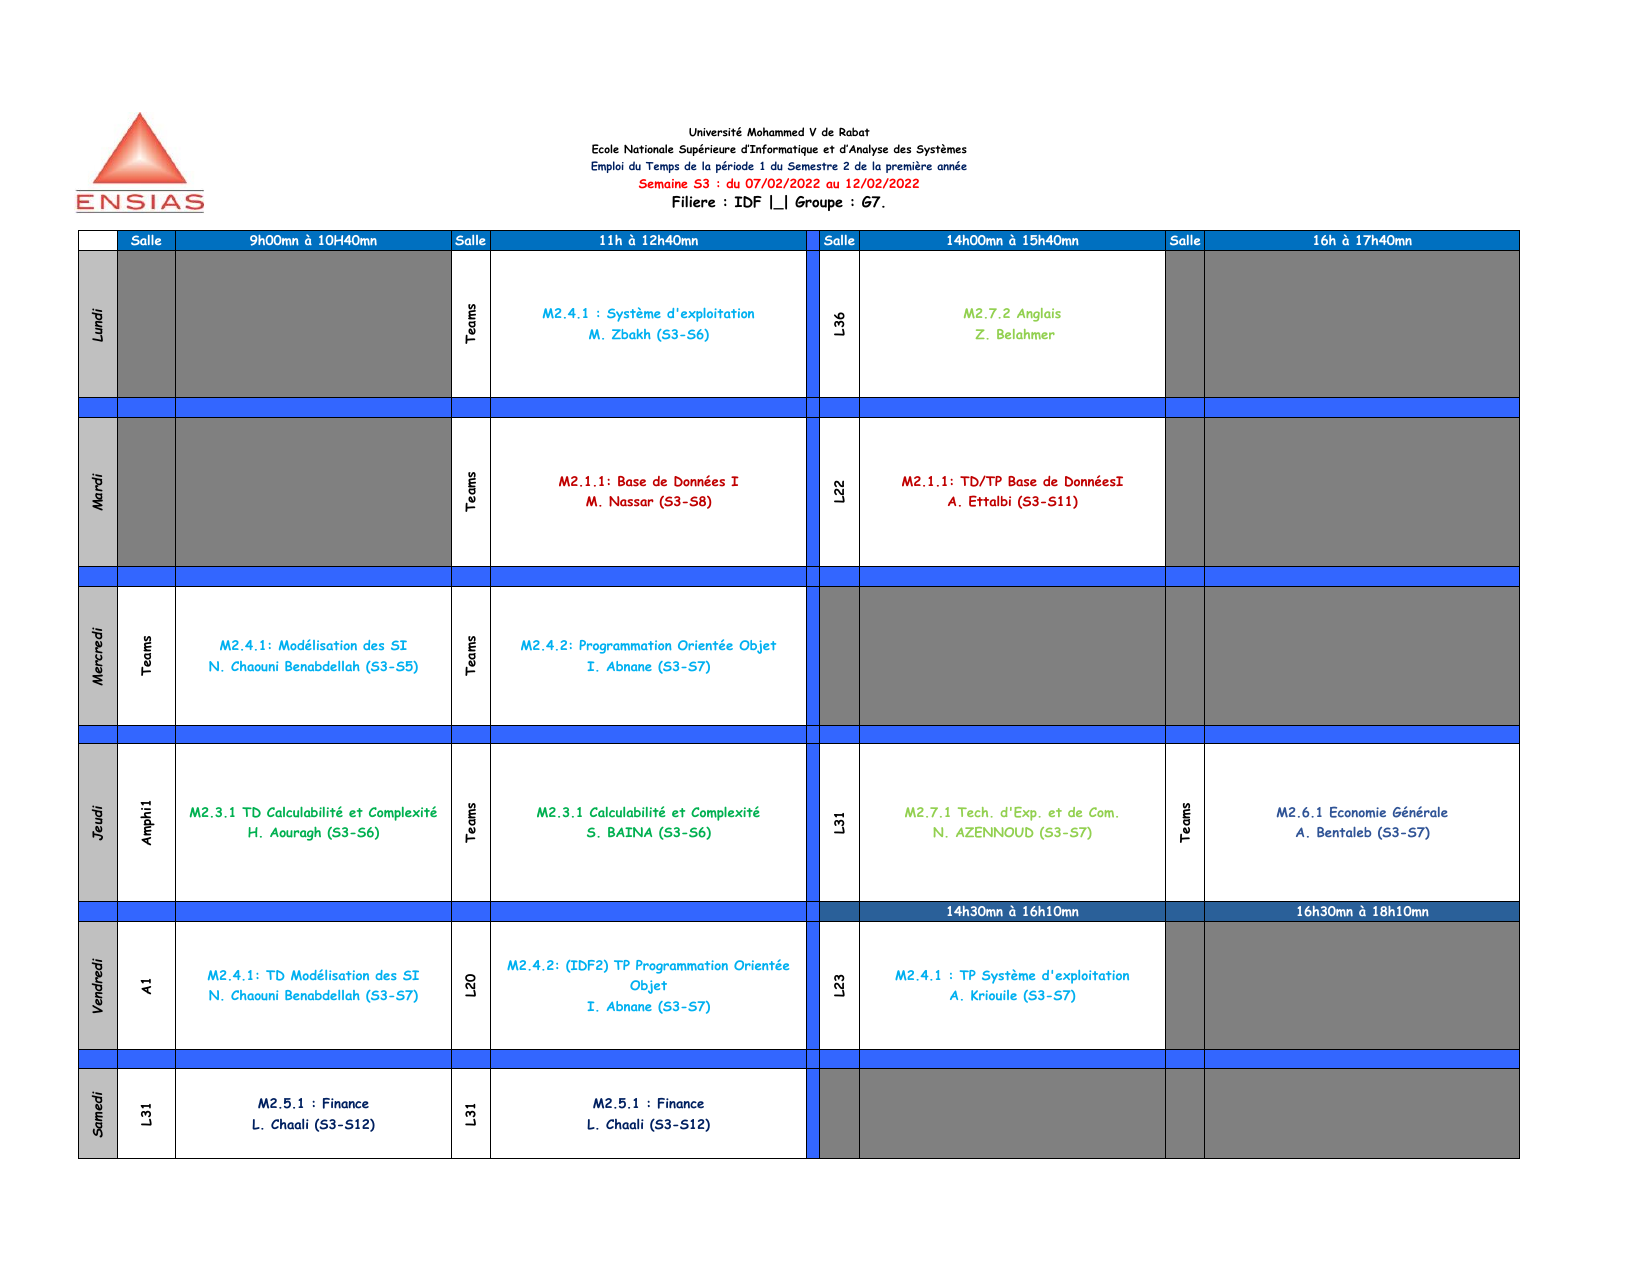 ENSIAS
Université Mohammed V de Rabat
Ecole Nationale Supérieure d'Informatique et d'Analyse des Systèmes
Emploi du Temps de la période 1 du Semestre 2 de la première année
Semaine S3 : du 07/02/2022 au 12/02/2022
Filiere : IDF |_| Groupe : G7.
Salle 9h00mn à 10H40mn Salle 11h à 12h40mn Salle 14h00mn à 15h40mn Salle 16h à 17h40mn
Lundi
Teams
M2.4.1 : Système d'exploitation
M. Zbakh (S3-S6)
L36
M2.7.2 Anglais
Z. Belahmer
Mardi
Teams
M2.1.1: Base de Données I
M. Nassar (S3-S8)
L22
M2.1.1: TD/TP Base de DonnéesI
A. Ettalbi (S3-S11)
Mercredi
Teams
M2.4.1: Modélisation des SI
N. Chaouni Benabdellah (S3-S5)
Teams
M2.4.2: Programmation Orientée Objet
I. Abnane (S3-S7)
Jeudi
Amphi1
M2.3.1 TD Calculabilité et Complexité
H. Aouragh (S3-S6)
Teams
M2.3.1 Calculabilité et Complexité
S. BAINA (S3-S6)
L31
M2.7.1 Tech. d'Exp. et de Com.
N. AZENNOUD (S3-S7)
Teams
M2.6.1 Economie Générale
A. Bentaleb (S3-S7)
14h30mn à 16h10mn 16h30mn à 18h10mn
Vendredi
A1
M2.4.1: TD Modélisation des SI
N. Chaouni Benabdellah (S3-S7)
L20
M2.4.2: (IDF2) TP Programmation Orientée
Objet
I. Abnane (S3-S7)
L23
M2.4.1 : TP Système d'exploitation
A. Kriouile (S3-S7)
Samedi
L31
M2.5.1 : Finance
L. Chaali (S3-S12)
L31
M2.5.1 : Finance
L. Chaali (S3-S12)